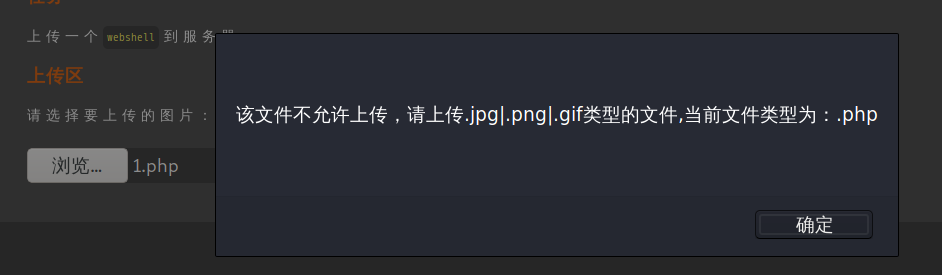 任务
上传一个 webshell 到服务器
上传区
请选择要上传的图片：
浏览… 1.php
该文件不允许上传，请上传.jpg|.png|.gif类型的文件,当前文件类型为：.php
确定